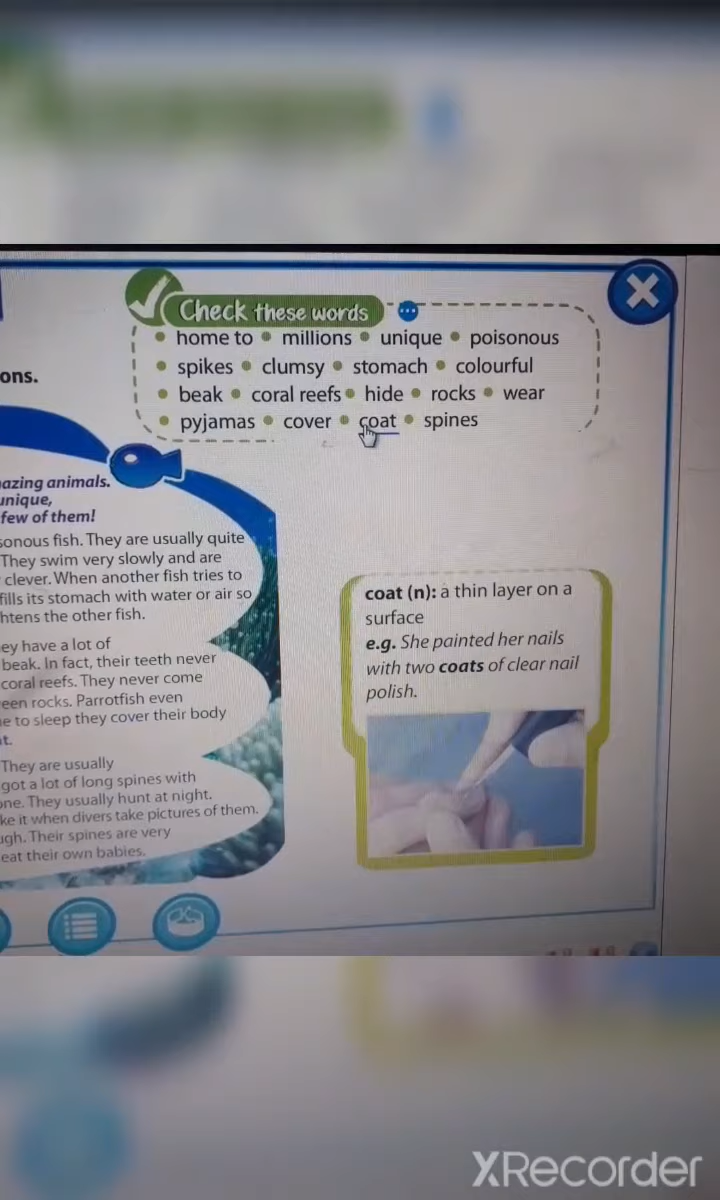 Check these words
home to • millions • unique • poisonous
• spikes • clumsy • stomach • colourful
• beak • coral reefs • hide • rocks • wear
• pyjamas • cover • coat • spines
ons.
azing animals.
unique,
few of them!
sonous fish. They are usually quite
They swim very slowly and are
clever. When another fish tries to
fills its stomach with water or air so
htens the other fish.
ey have a lot of
beak. In fact, their teeth never
coral reefs. They never come
een rocks. Parrotfish even
e to sleep they cover their body
t.
They are usually
got a lot of long spines with
one. They usually hunt at night.
ke it when divers take pictures of them.
ugh. Their spines are very
eat their own babies.
coat (n): a thin layer on a
surface
e.g. She painted her nails
with two coats of clear nail
polish.
XRecorder